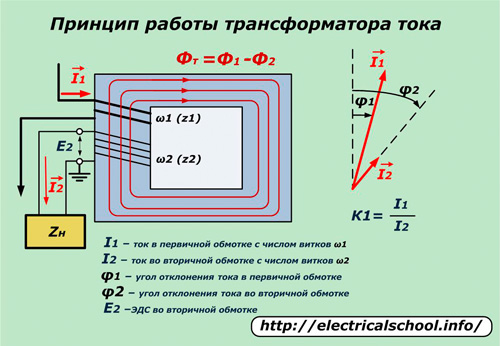 Принцип работы трансформатора тока
Фт = Ф1 - Ф2
I1
ω1 (z1)
E2
ω2 (z2)
I2
Zн
I1
φ1
φ2
I2
К1= I1
I2
I1 – ток в первичной обмотке с числом витков ω1
I2 – ток во вторичной обмотке с числом витков ω2
φ1 – угол отклонения тока в первичной обмотке
φ2 – угол отклонения тока во вторичной обмотке
E2 –ЭДС во вторичной обмотке
http://electricalschool.info/